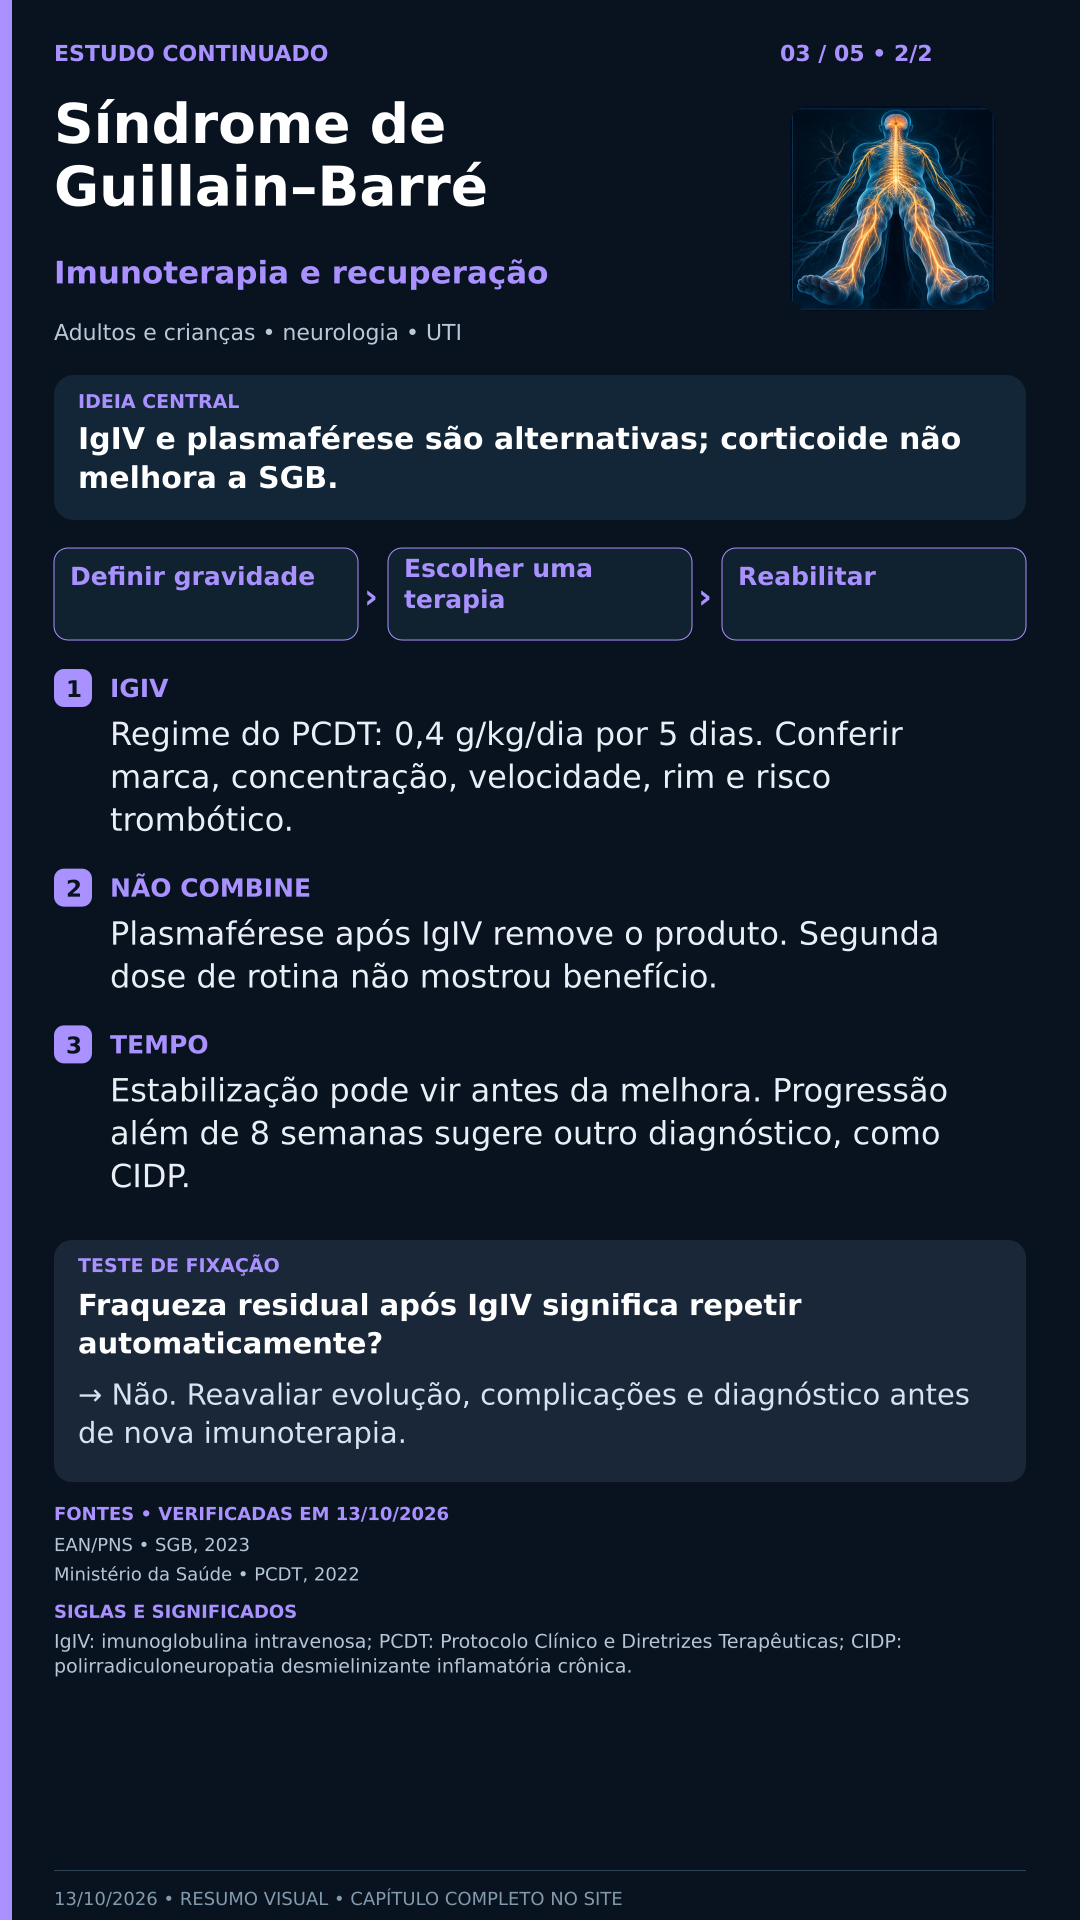 ESTUDO CONTINUADO
03 / 05 • 2/2
Síndrome de
Guillain–Barré
Imunoterapia e recuperação
Adultos e crianças • neurologia • UTI
IDEIA CENTRAL
IgIV e plasmaférese são alternativas; corticoide não
melhora a SGB.
Definir gravidade
›
Escolher uma
terapia
›
Reabilitar
1 IGIV
Regime do PCDT: 0,4 g/kg/dia por 5 dias. Conferir
marca, concentração, velocidade, rim e risco
trombótico.
2 NÃO COMBINE
Plasmaférese após IgIV remove o produto. Segunda
dose de rotina não mostrou benefício.
3 TEMPO
Estabilização pode vir antes da melhora. Progressão
além de 8 semanas sugere outro diagnóstico, como
CIDP.
TESTE DE FIXAÇÃO
Fraqueza residual após IgIV significa repetir
automaticamente?
→ Não. Reavaliar evolução, complicações e diagnóstico antes
de nova imunoterapia.
FONTES • VERIFICADAS EM 13/10/2026
EAN/PNS • SGB, 2023
Ministério da Saúde • PCDT, 2022
SIGLAS E SIGNIFICADOS
IgIV: imunoglobulina intravenosa; PCDT: Protocolo Clínico e Diretrizes Terapêuticas; CIDP:
polirradiculoneuropatia desmielinizante inflamatória crônica.
13/10/2026 • RESUMO VISUAL • CAPÍTULO COMPLETO NO SITE